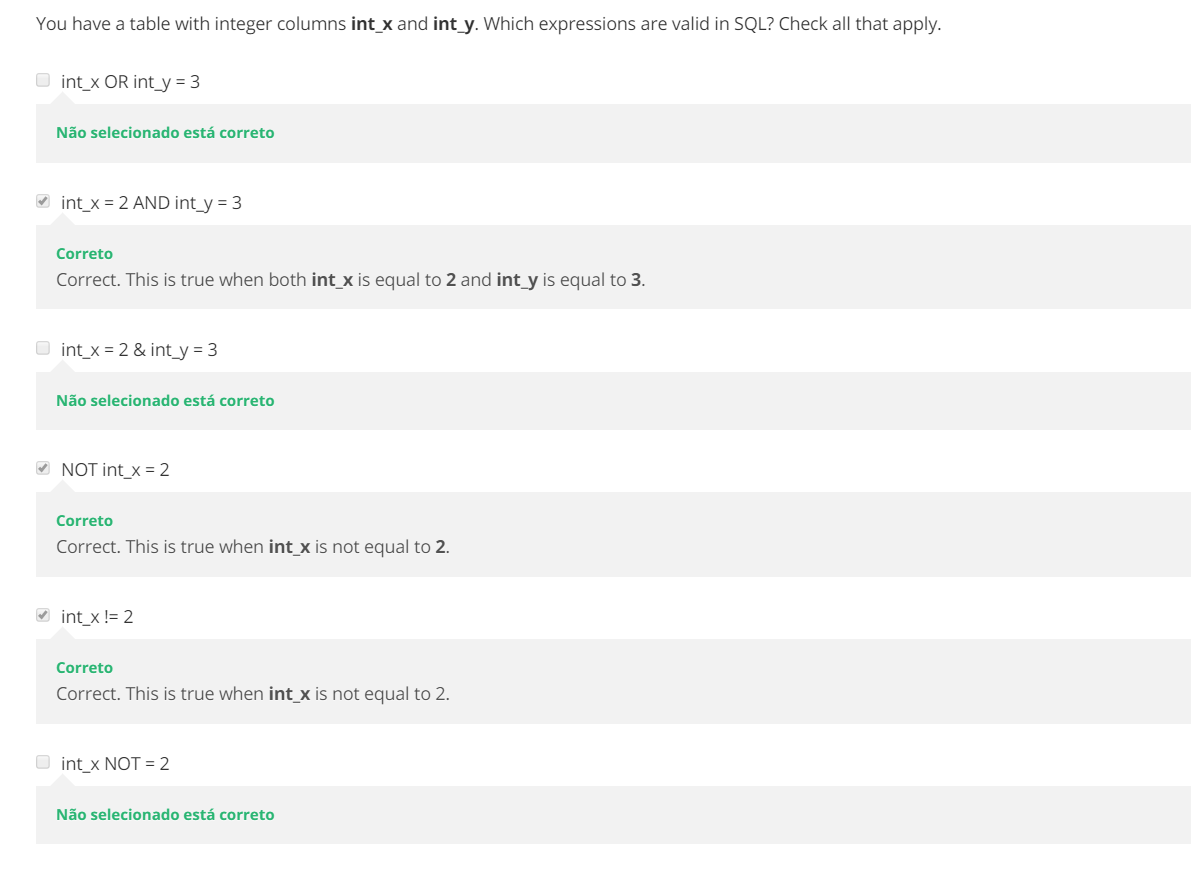 You have a table with integer columns int_x and int_y. Which expressions are valid in SQL? Check all that apply.
int_x OR int_y = 3
Não selecionado está correto
int_x = 2 AND int_y = 3
Correto
Correct. This is true when both int_x is equal to 2 and int_y is equal to 3.
int_x = 2 & int_y = 3
Não selecionado está correto
NOT int_x = 2
Correto
Correct. This is true when int_x is not equal to 2.
int_x != 2
Correto
Correct. This is true when int_x is not equal to 2.
int_x NOT = 2
Não selecionado está correto